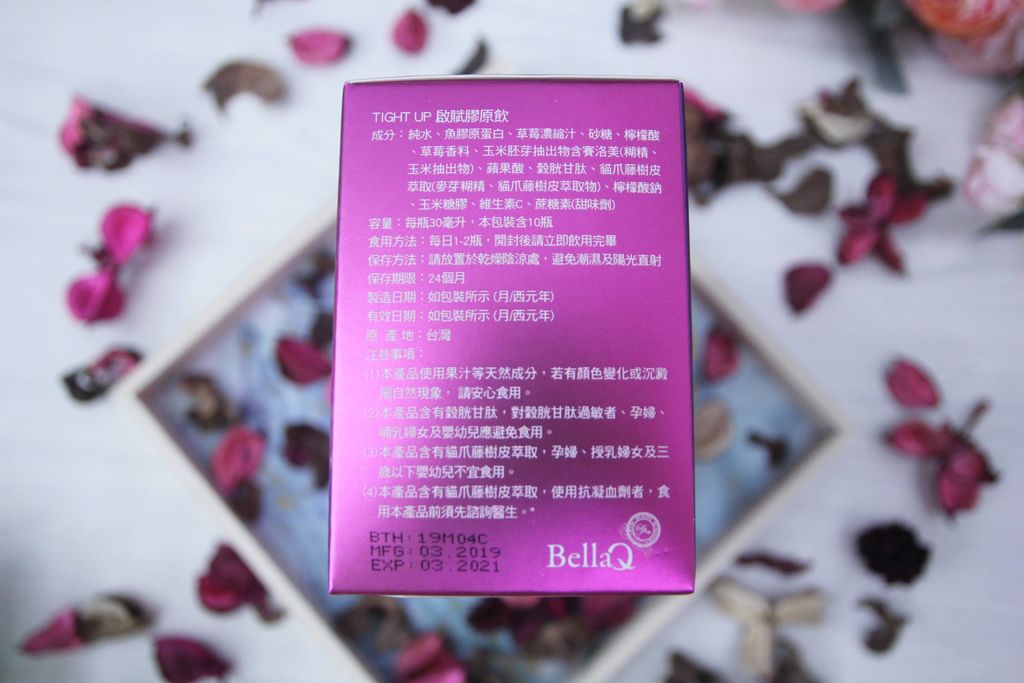 TIGHT UP 啟賦膠原飲
成分：純水、魚膠原蛋白、草莓濃縮汁、砂糖、檸檬酸
、草莓香料、玉米胚芽抽出物含賽洛美(糊精、
玉米抽出物)、蘋果酸、穀胱甘肽、貓爪藤樹皮
萃取(麥芽糊精、貓爪藤樹皮萃取物)、檸檬酸鈉
、玉米糖膠、維生素C、蔗糖素(甜味劑)
容量：每瓶30毫升，本包裝含10瓶
食用方法：每日1-2瓶，開封後請立即飲用完畢
保存方法：請放置於乾燥陰涼處，避免潮濕及陽光直射
保存期限：24個月
製造日期：如包裝所示 (月/西元年)
有效日期：如包裝所示 (月/西元年)
原 產 地：台灣
注意事項：
(1)本產品使用果汁等天然成分，若有顏色變化或沉澱
屬自然現象， 請安心食用。
(2)本產品含有穀胱甘肽，對穀胱甘肽過敏者、孕婦、
哺乳婦女及嬰幼兒應避免食用。
(3)本產品含有貓爪藤樹皮萃取，孕婦、授乳婦女及三
歲以下嬰幼兒不宜食用。
(4)本產品含有貓爪藤樹皮萃取，使用抗凝血劑者，食
用本產品前須先諮詢醫生。"
BTH:19M04C
MFG:03.2019
EXP:03.2021
BellaQ